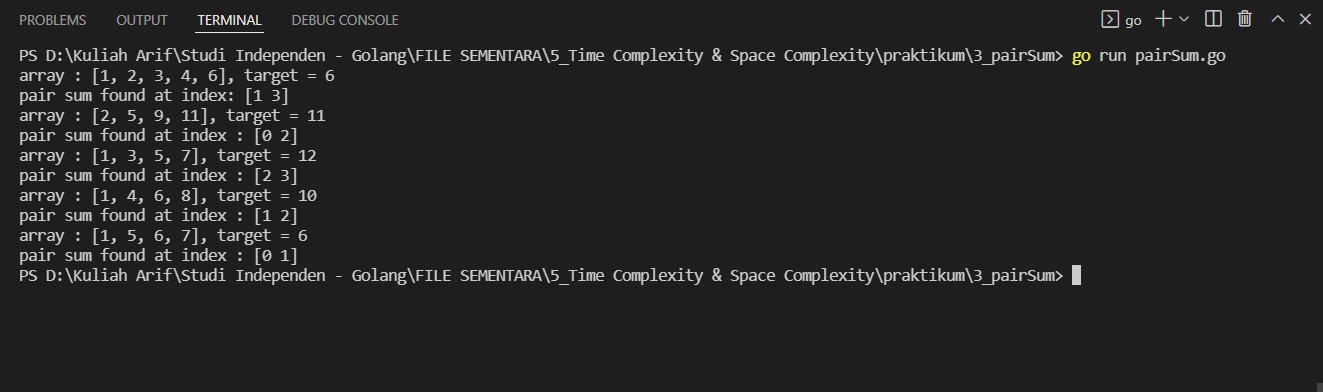 PROBLEMS OUTPUT TERMINAL DEBUG CONSOLE go
PS D:\Kuliah Arif\Studi Independen - Golang\FILE SEMENTARA\5_Time Complexity & Space Complexity\praktikum\3_pairSum> go run pairSum.go
array : [1, 2, 3, 4, 6], target = 6
pair sum found at index: [1 3]
array : [2, 5, 9, 11], target = 11
pair sum found at index : [0 2]
array : [1, 3, 5, 7], target = 12
pair sum found at index : [2 3]
array : [1, 4, 6, 8], target = 10
pair sum found at index : [1 2]
array : [1, 5, 6, 7], target = 6
pair sum found at index : [0 1]
PS D:\Kuliah Arif\Studi Independen - Golang\FILE SEMENTARA\5_Time Complexity & Space Complexity\praktikum\3_pairSum>